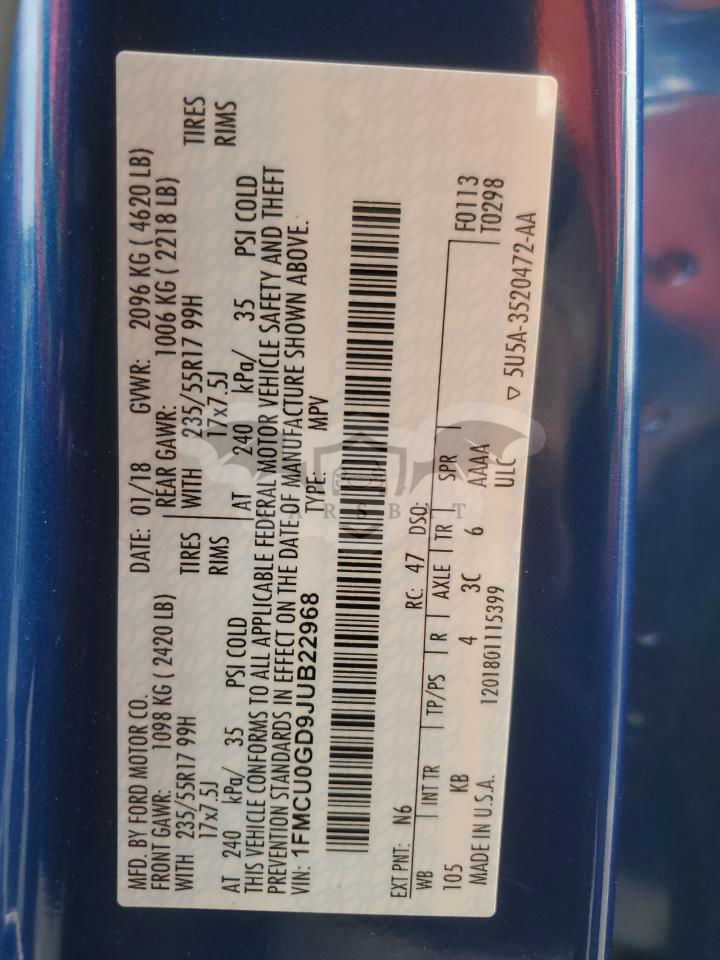 MFD. BY FORD MOTOR CO.
DATE: 01/18 GVWR: 2096 KG ( 4620 LB)
FRONT GAWR: 1098 KG ( 2420 LB) REAR GAWR: 1006 KG ( 2218 LB)
WITH 235/55R17 99H TIRES WITH 235/55R17 99H TIRES
17x7.5J RIMS 17x7.5J RIMS
AT 240 kPa/ 35 PSI COLD AT 240 kPa/ 35 PSI COLD
THIS VEHICLE CONFORMS TO ALL APPLICABLE FEDERAL MOTOR VEHICLE SAFETY AND THEFT
PREVENTION STANDARDS IN EFFECT ON THE DATE OF MANUFACTURE SHOWN ABOVE.
VIN: 1FMCU0GD9JUB22968 TYPE: MPV
EXT PNT: N6 RC: 47 DSO: F0113
WB INT TR TP/PS R AXLE TR SPR T0298
105 KB 4 3C 6 AAAA
MADE IN U.S.A. 1201801115399 ULC ▽ 5U5A-3520472-AA